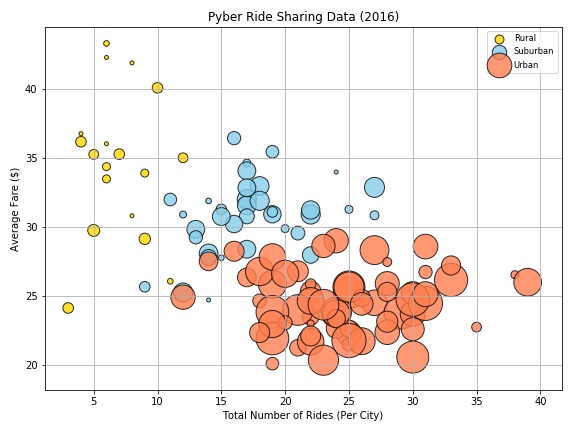 Pyber Ride Sharing Data (2016)
Rural
Suburban
Urban
Average Fare ($)
40
35
30
25
20
5 10 15 20 25 30 35 40
Total Number of Rides (Per City)